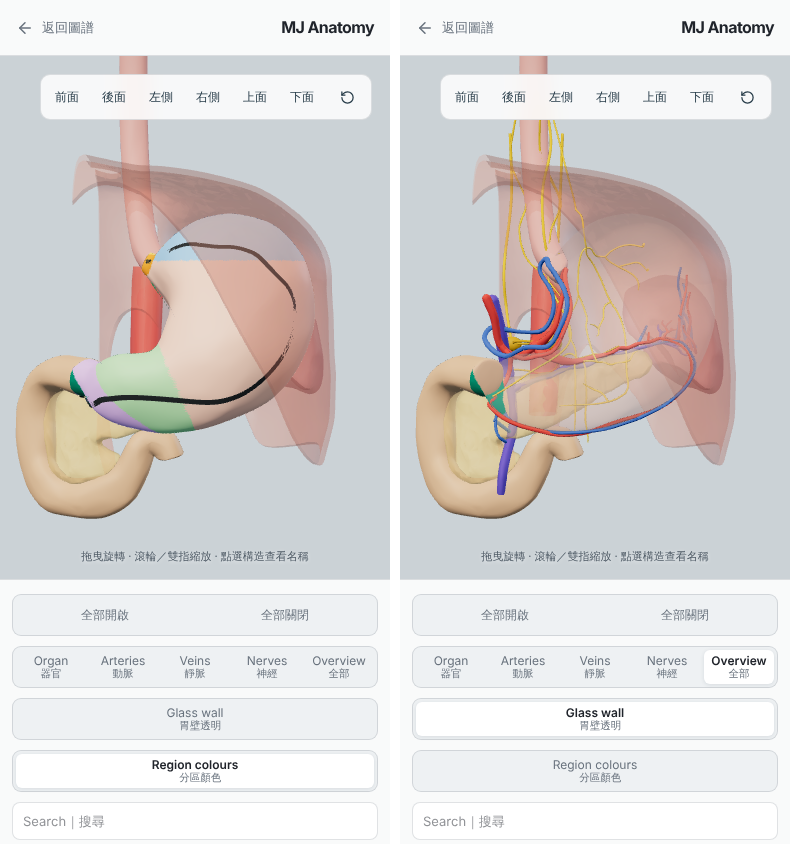 返回圖譜
MJ Anatomy
前面 後面 左側 右側 上面 下面
拖曳旋轉 · 滾輪／雙指縮放 · 點選構造查看名稱
全部開啟 全部關閉
Organ Arteries Veins Nerves Overview
器官 動脈 靜脈 神經 全部
Glass wall
胃壁透明
Region colours
分區顏色
Search｜搜尋
返回圖譜
MJ Anatomy
前面 後面 左側 右側 上面 下面
拖曳旋轉 · 滾輪／雙指縮放 · 點選構造查看名稱
全部開啟 全部關閉
Organ Arteries Veins Nerves Overview
器官 動脈 靜脈 神經 全部
Glass wall
胃壁透明
Region colours
分區顏色
Search｜搜尋